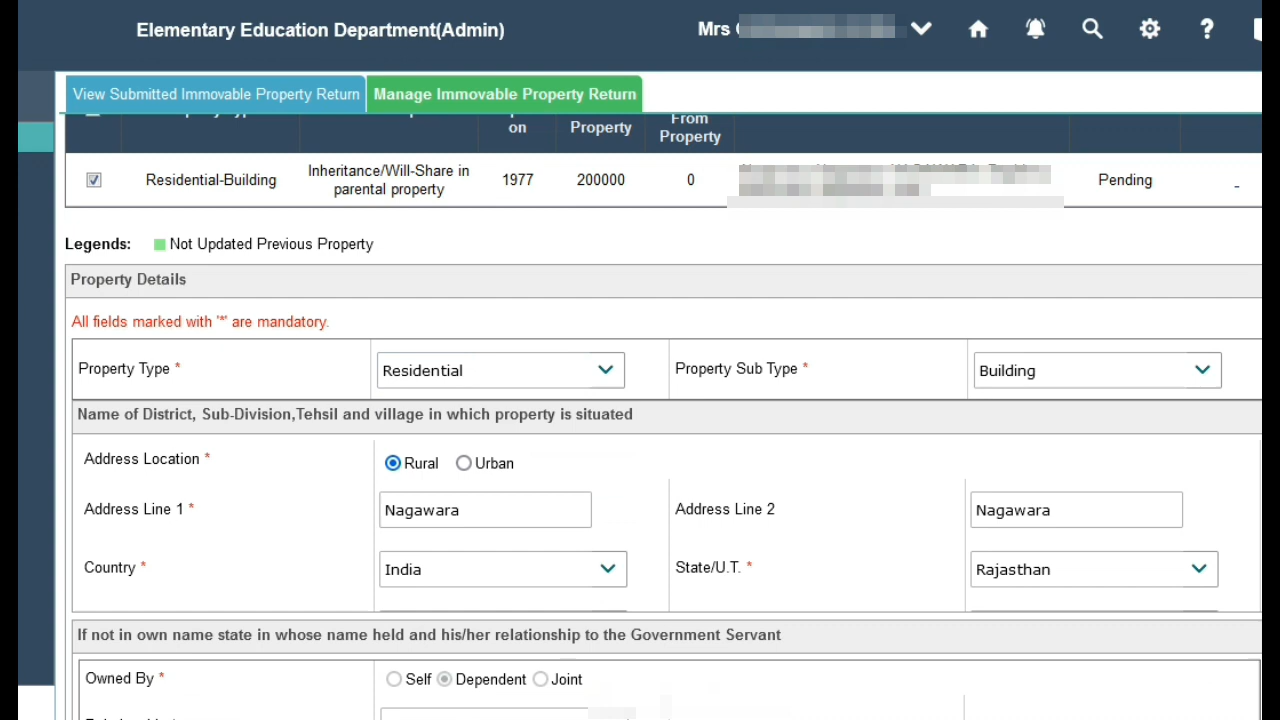 Elementary Education Department(Admin)
Mrs
View Submitted Immovable Property Return
Manage Immovable Property Return
on
Property
From
Property
Residential-Building
Inheritance/Will-Share in
parental property
1977
200000
0
Pending
-
Legends:
Not Updated Previous Property
Property Details
All fields marked with '*' are mandatory.
Property Type *
Residential
Property Sub Type *
Building
Name of District, Sub-Division,Tehsil and village in which property is situated
Address Location *
Rural
Urban
Address Line 1 *
Nagawara
Address Line 2
Nagawara
Country *
India
State/U.T. *
Rajasthan
If not in own name state in whose name held and his/her relationship to the Government Servant
Owned By *
Self
Dependent
Joint